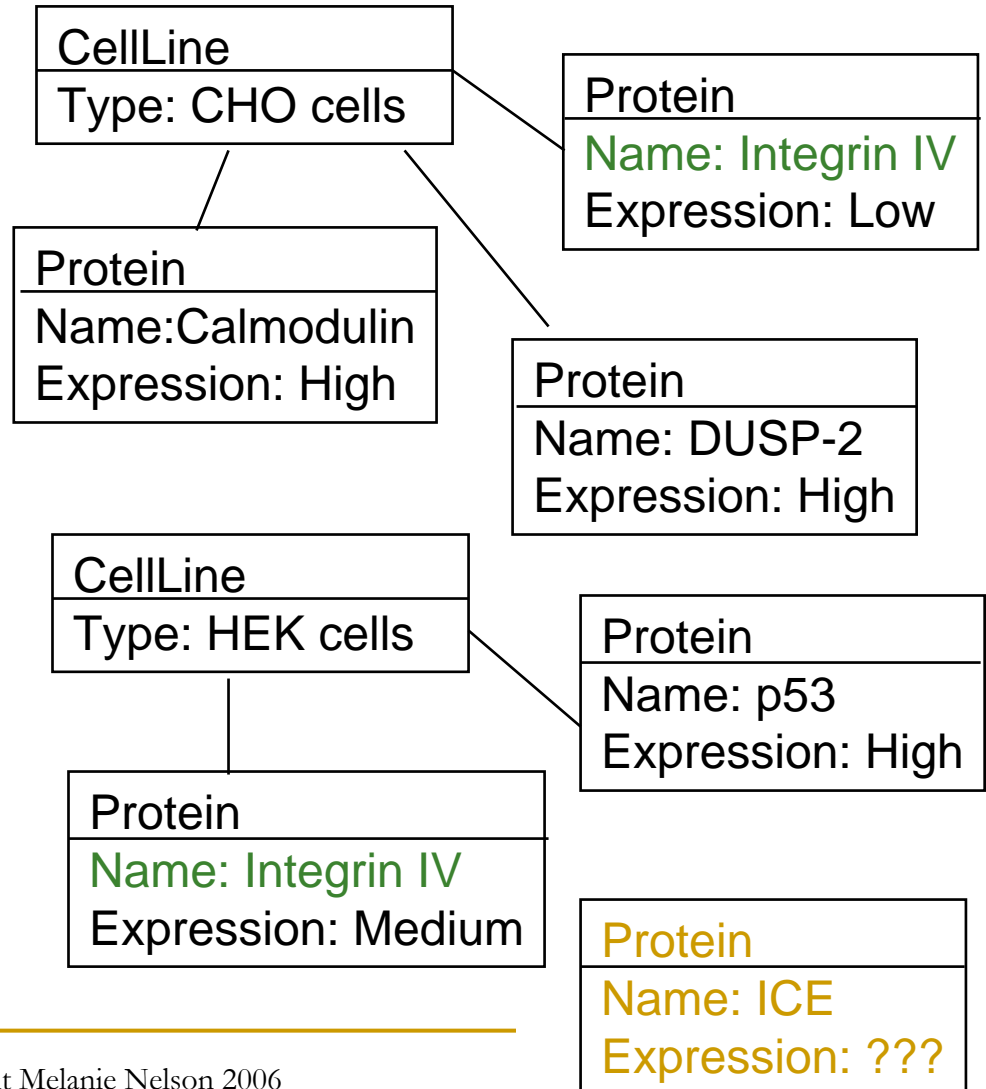 CellLine
Type: CHO cells
Protein
Name: Integrin IV
Expression: Low
Protein
Name:Calmodulin
Expression: High
Protein
Name: DUSP-2
Expression: High
CellLine
Type: HEK cells
Protein
Name: p53
Expression: High
Protein
Name: Integrin IV
Expression: Medium
Protein
Name: ICE
Expression: ???
Melanie Nelson 2006